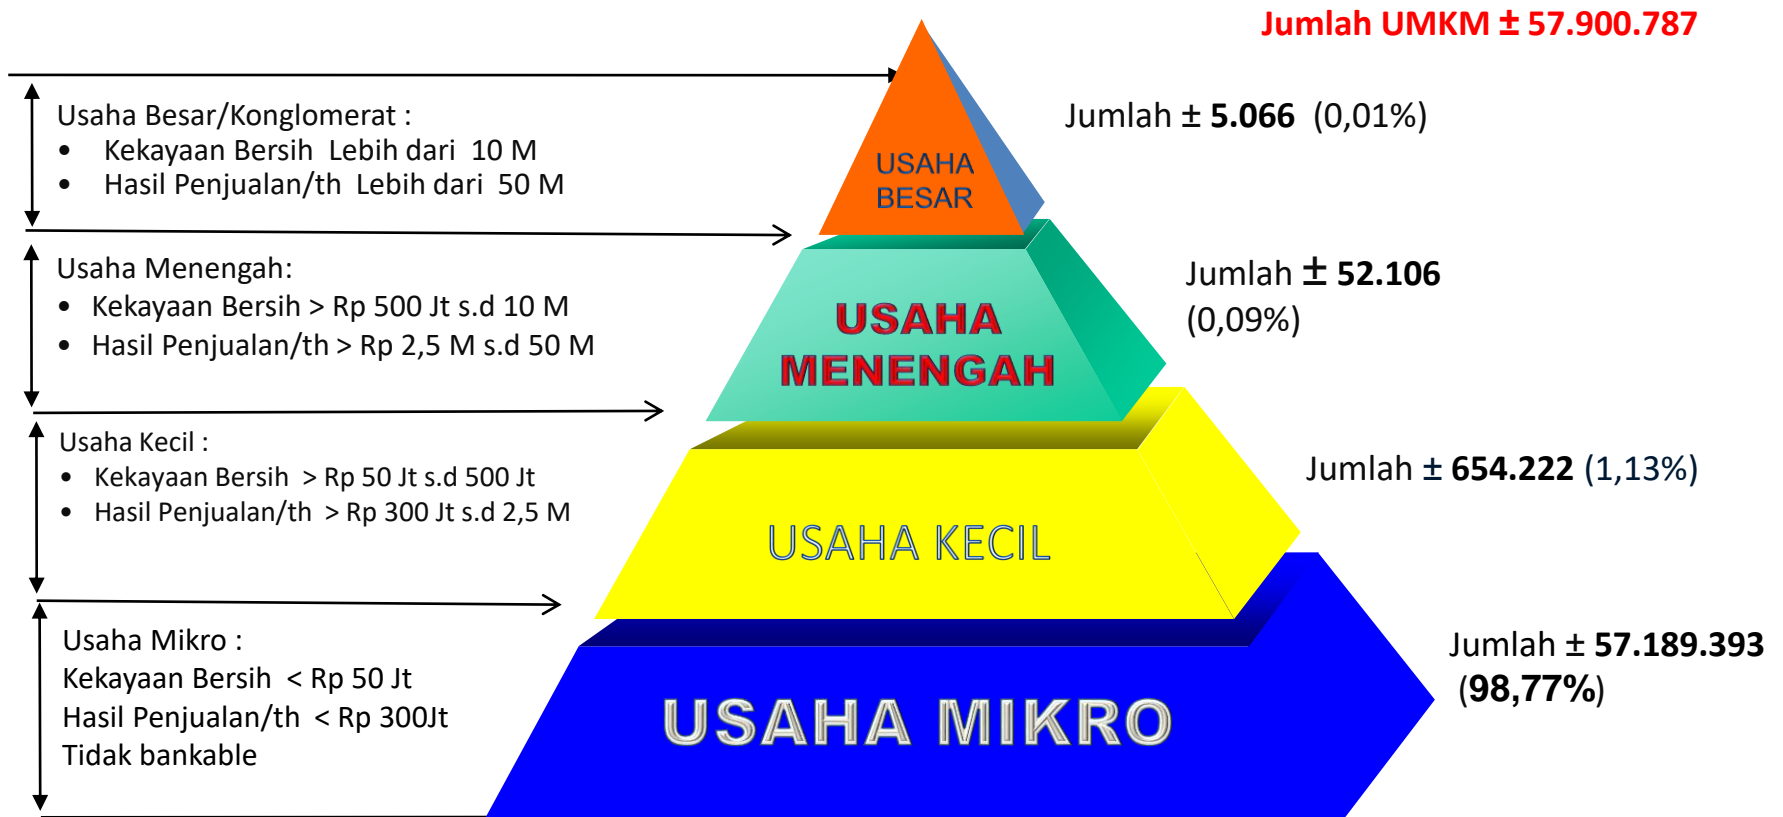 Jumlah UMKM ± 57.900.787
Usaha Besar/Konglomerat :
• Kekayaan Bersih Lebih dari 10 M
• Hasil Penjualan/th Lebih dari 50 M
USAHA
BESAR
Jumlah ± 5.066 (0,01%)
Usaha Menengah:
• Kekayaan Bersih > Rp 500 Jt s.d 10 M
• Hasil Penjualan/th > Rp 2,5 M s.d 50 M
USAHA
MENENGAH
Jumlah ± 52.106
(0,09%)
Usaha Kecil :
• Kekayaan Bersih > Rp 50 Jt s.d 500 Jt
• Hasil Penjualan/th > Rp 300 Jt s.d 2,5 M
USAHA KECIL
Jumlah ± 654.222 (1,13%)
Usaha Mikro :
Kekayaan Bersih < Rp 50 Jt
Hasil Penjualan/th < Rp 300Jt
Tidak bankable
USAHA MIKRO
Jumlah ± 57.189.393
(98,77%)